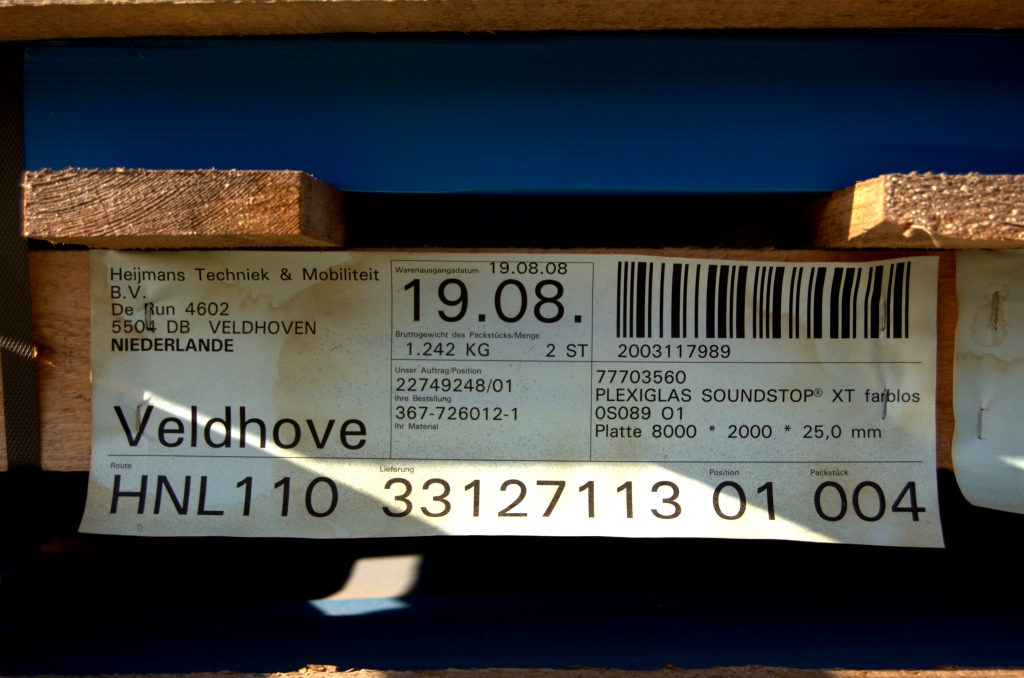 Heijmans Techniek & Mobiliteit
B.V.
De Run 4602
5504 DB VELDHOVEN
NIEDERLANDE
Veldhove
Warenausgangsdatum 19.08.08
19.08.
Bruttogewicht des Packstücks/Menge
1.242 KG 2 ST
2003117989
Unser Auftrag/Position
22749248/01
Ihre Bestellung
367-726012-1
Ihr Material
77703560
PLEXIGLAS SOUNDSTOP® XT farblos
0S089 01
Platte 8000 * 2000 * 25,0 mm
Route Lieferung Position Packstück
HNL110 33127113 01 004